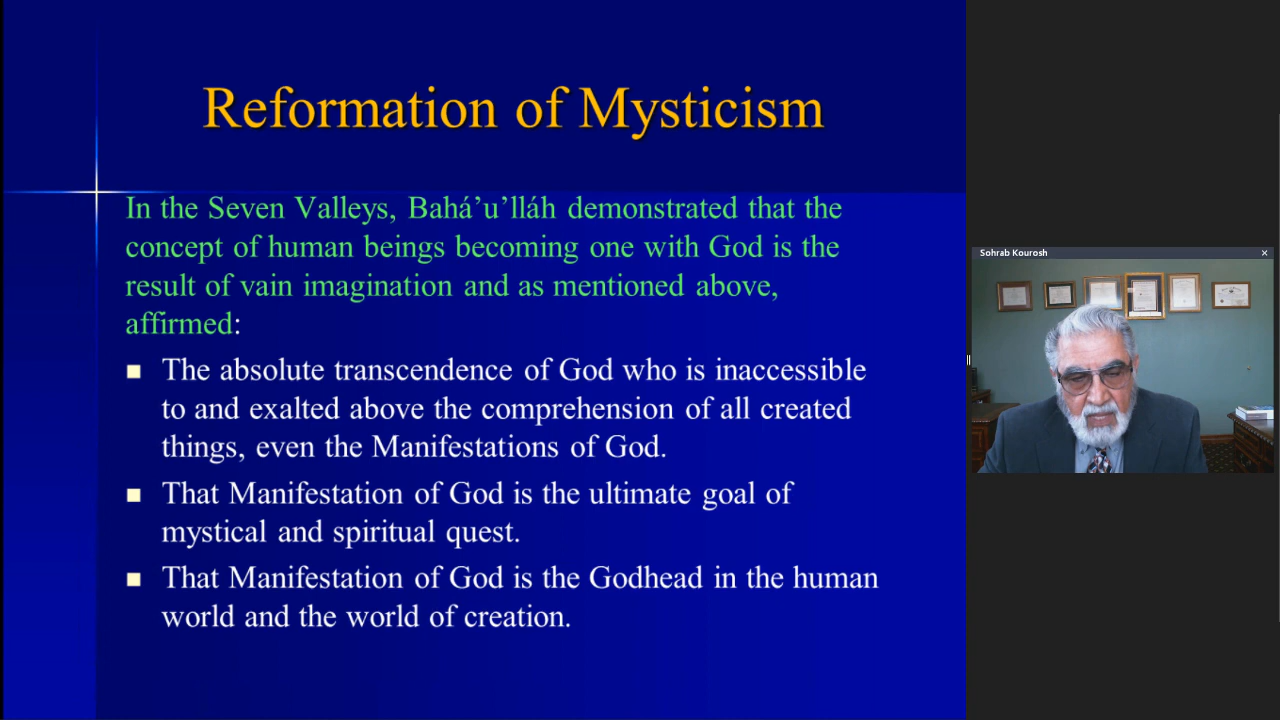 Reformation of Mysticism
In the Seven Valleys, Bahá’u’lláh demonstrated that the
concept of human beings becoming one with God is the
result of vain imagination and as mentioned above,
affirmed:
The absolute transcendence of God who is inaccessible
to and exalted above the comprehension of all created
things, even the Manifestations of God.
That Manifestation of God is the ultimate goal of
mystical and spiritual quest.
That Manifestation of God is the Godhead in the human
world and the world of creation.
Sohrab Kourosh